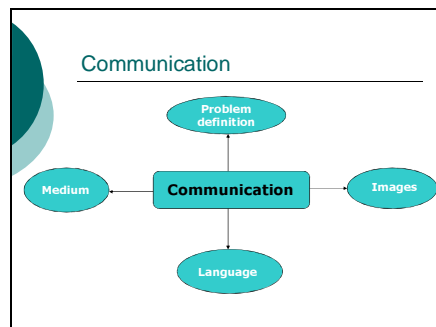 Communication
Problem
definition
Medium
Communication
Images
Language